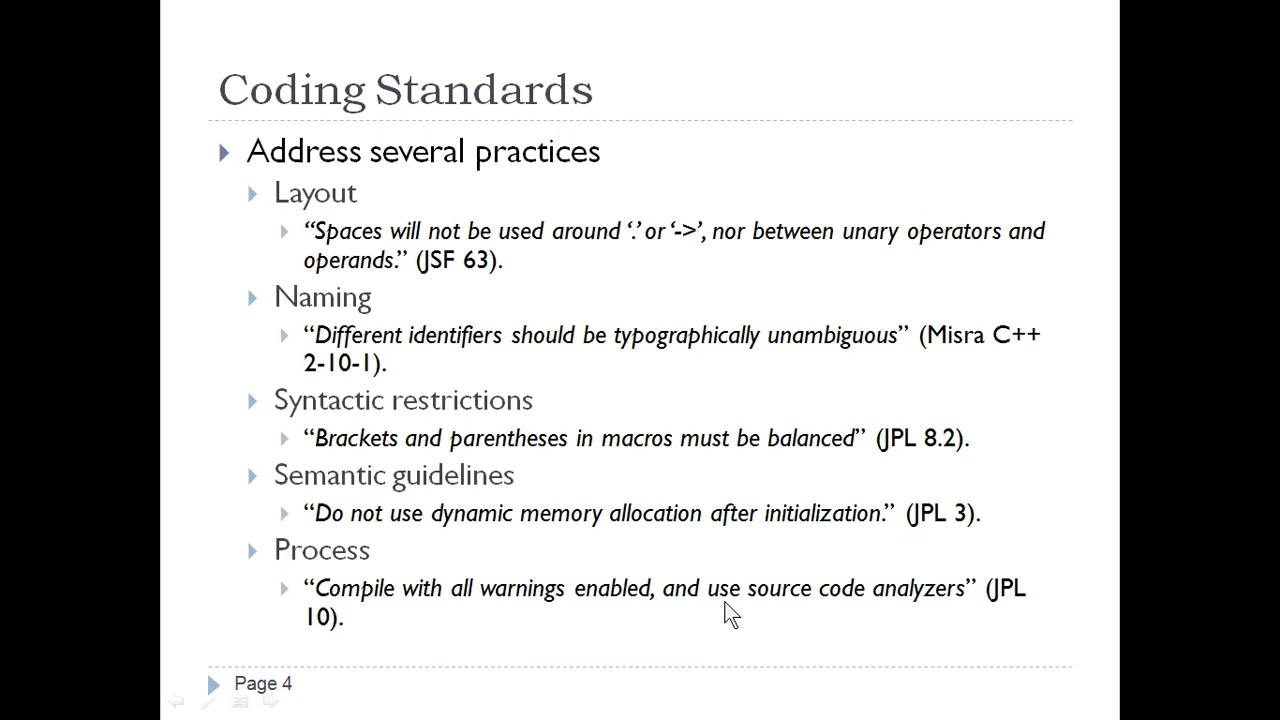 Coding Standards
Address several practices
Layout
“Spaces will not be used around ‘.’ or ‘->’, nor between unary operators and
operands.” (JSF 63).
Naming
“Different identifiers should be typographically unambiguous” (Misra C++
2-10-1).
Syntactic restrictions
“Brackets and parentheses in macros must be balanced” (JPL 8.2).
Semantic guidelines
“Do not use dynamic memory allocation after initialization.” (JPL 3).
Process
“Compile with all warnings enabled, and use source code analyzers” (JPL
10).
Page 4